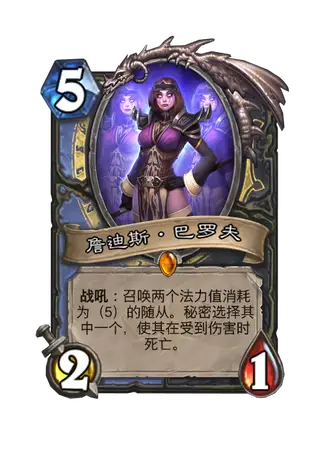 5
詹迪斯·巴罗夫
战吼：召唤两个法力值消耗
为（5）的随从。秘密选择其
中一个，使其在受到伤害时
死亡。
2
1